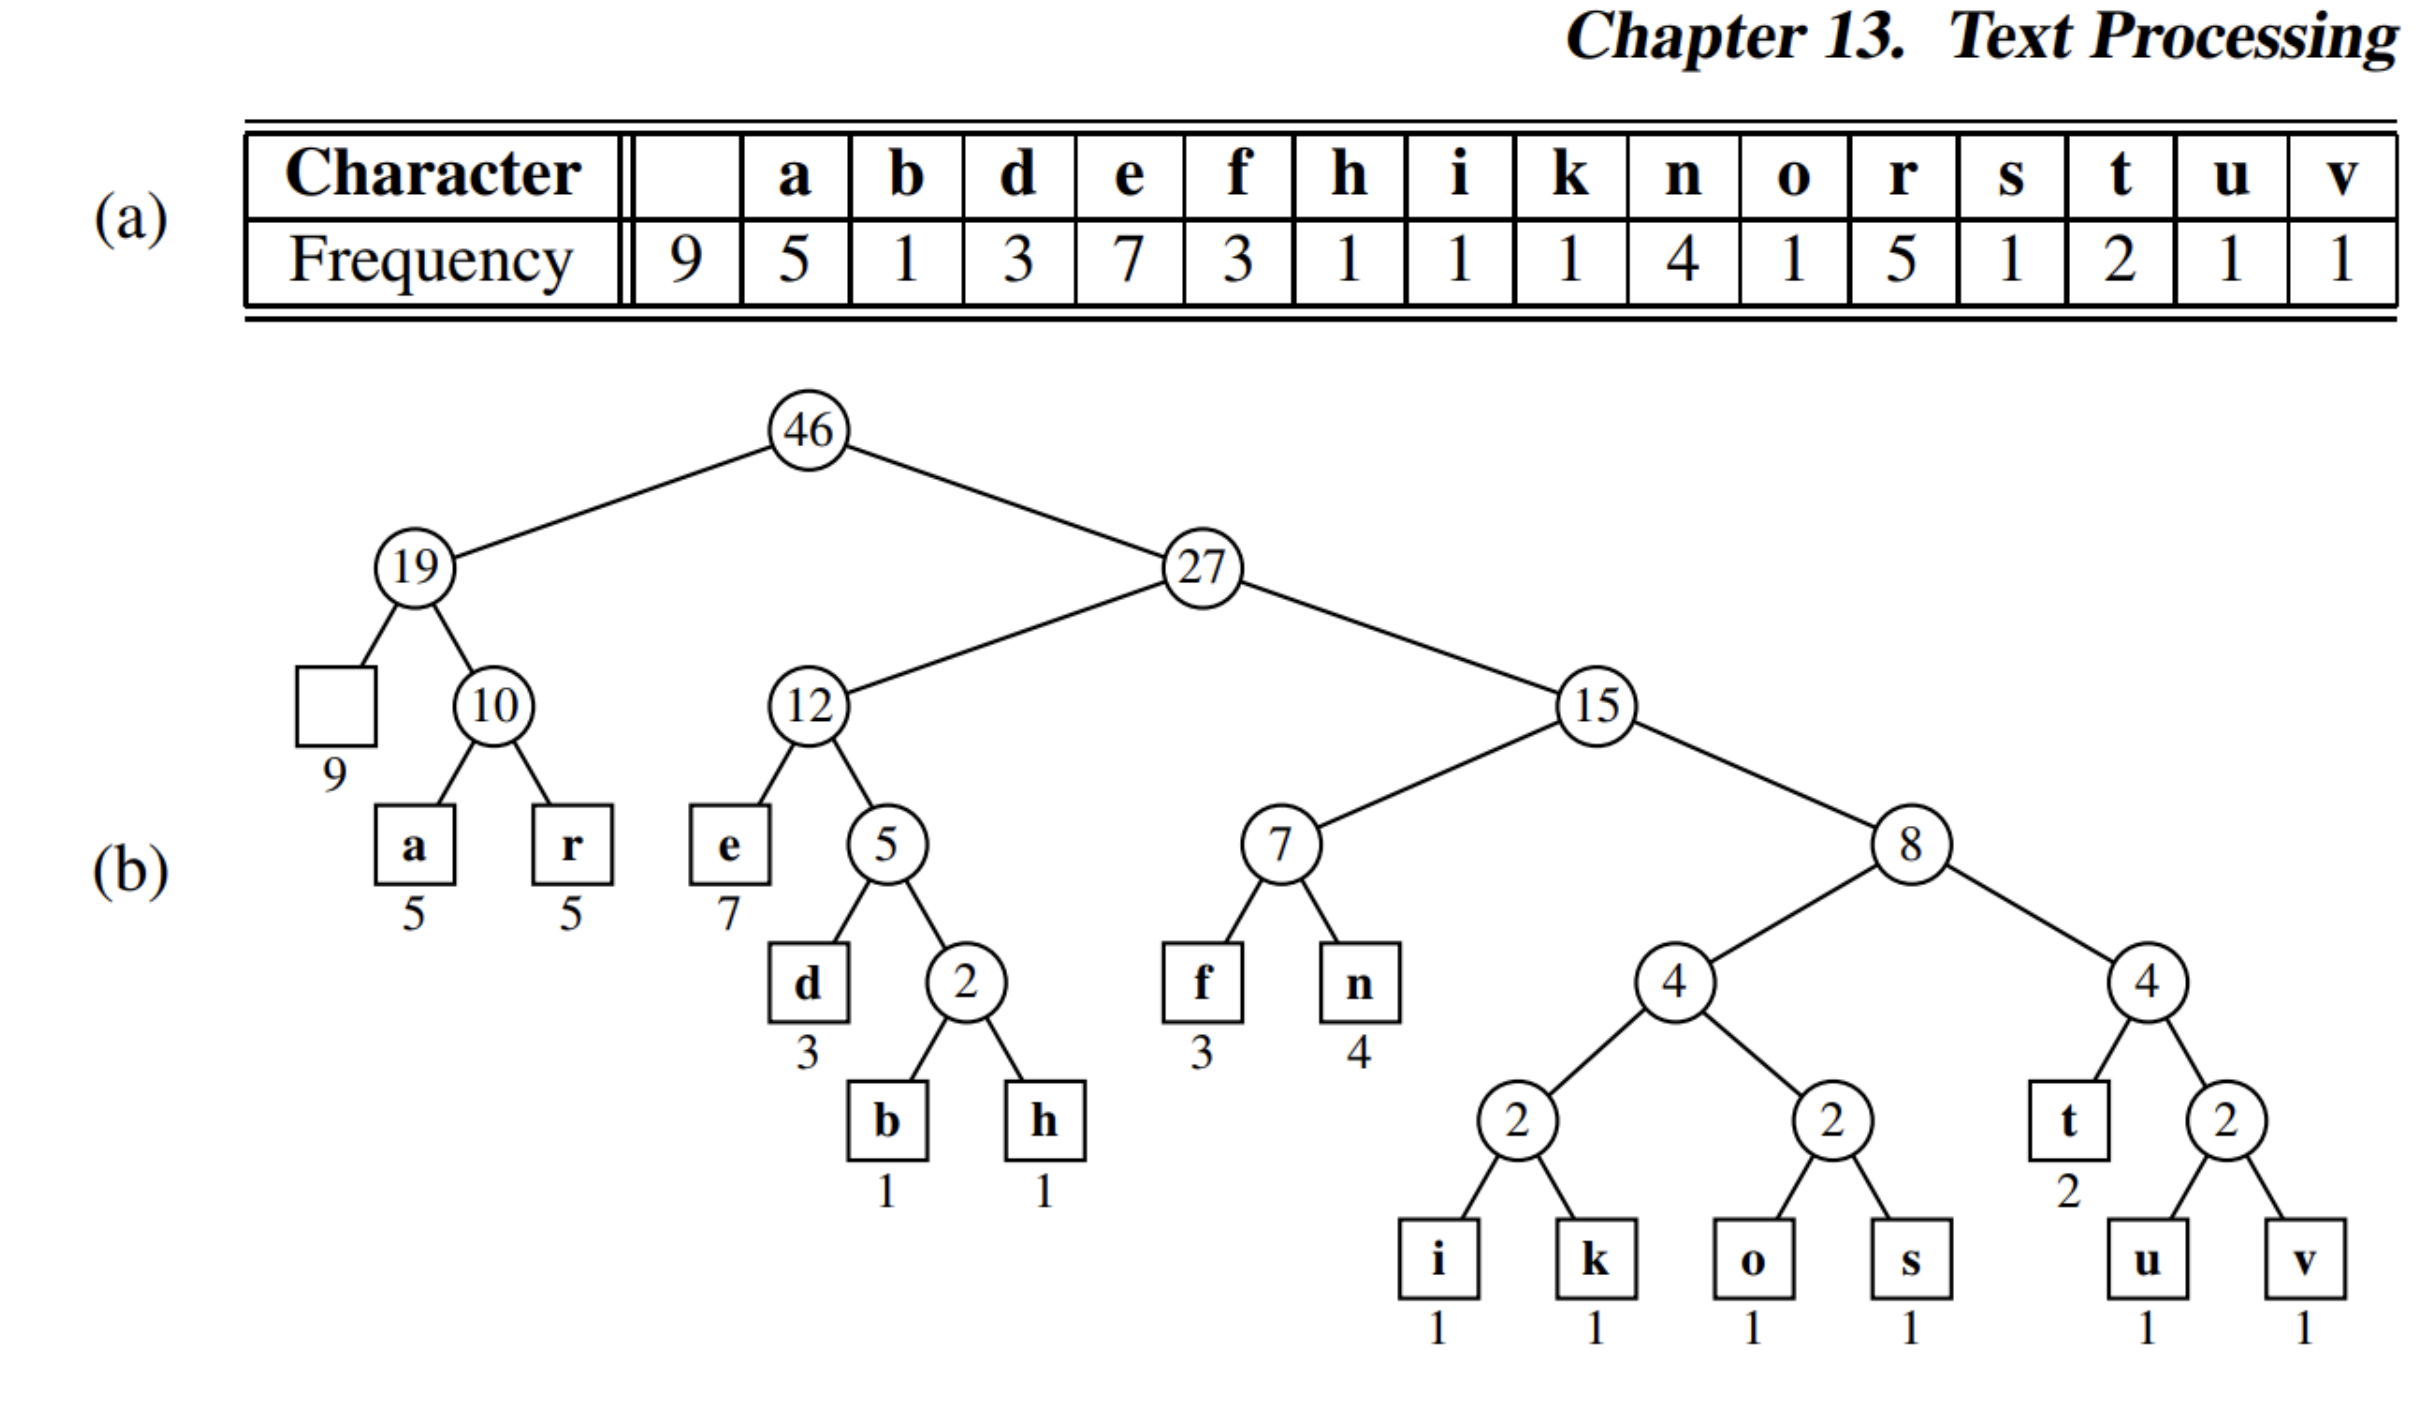 Chapter 13. Text Processing
(a)
Character a b d e f h i k n o r s t u v
Frequency 9 5 1 3 7 3 1 1 1 4 1 5 1 2 1 1
46
19 27
10 12 15
9
(b)
a r e 5 7 8
5 5 7
d 2 f n 4 4
3 3 4
b h 2 2 t 2
1 1 2
i k o s u v
1 1 1 1 1 1